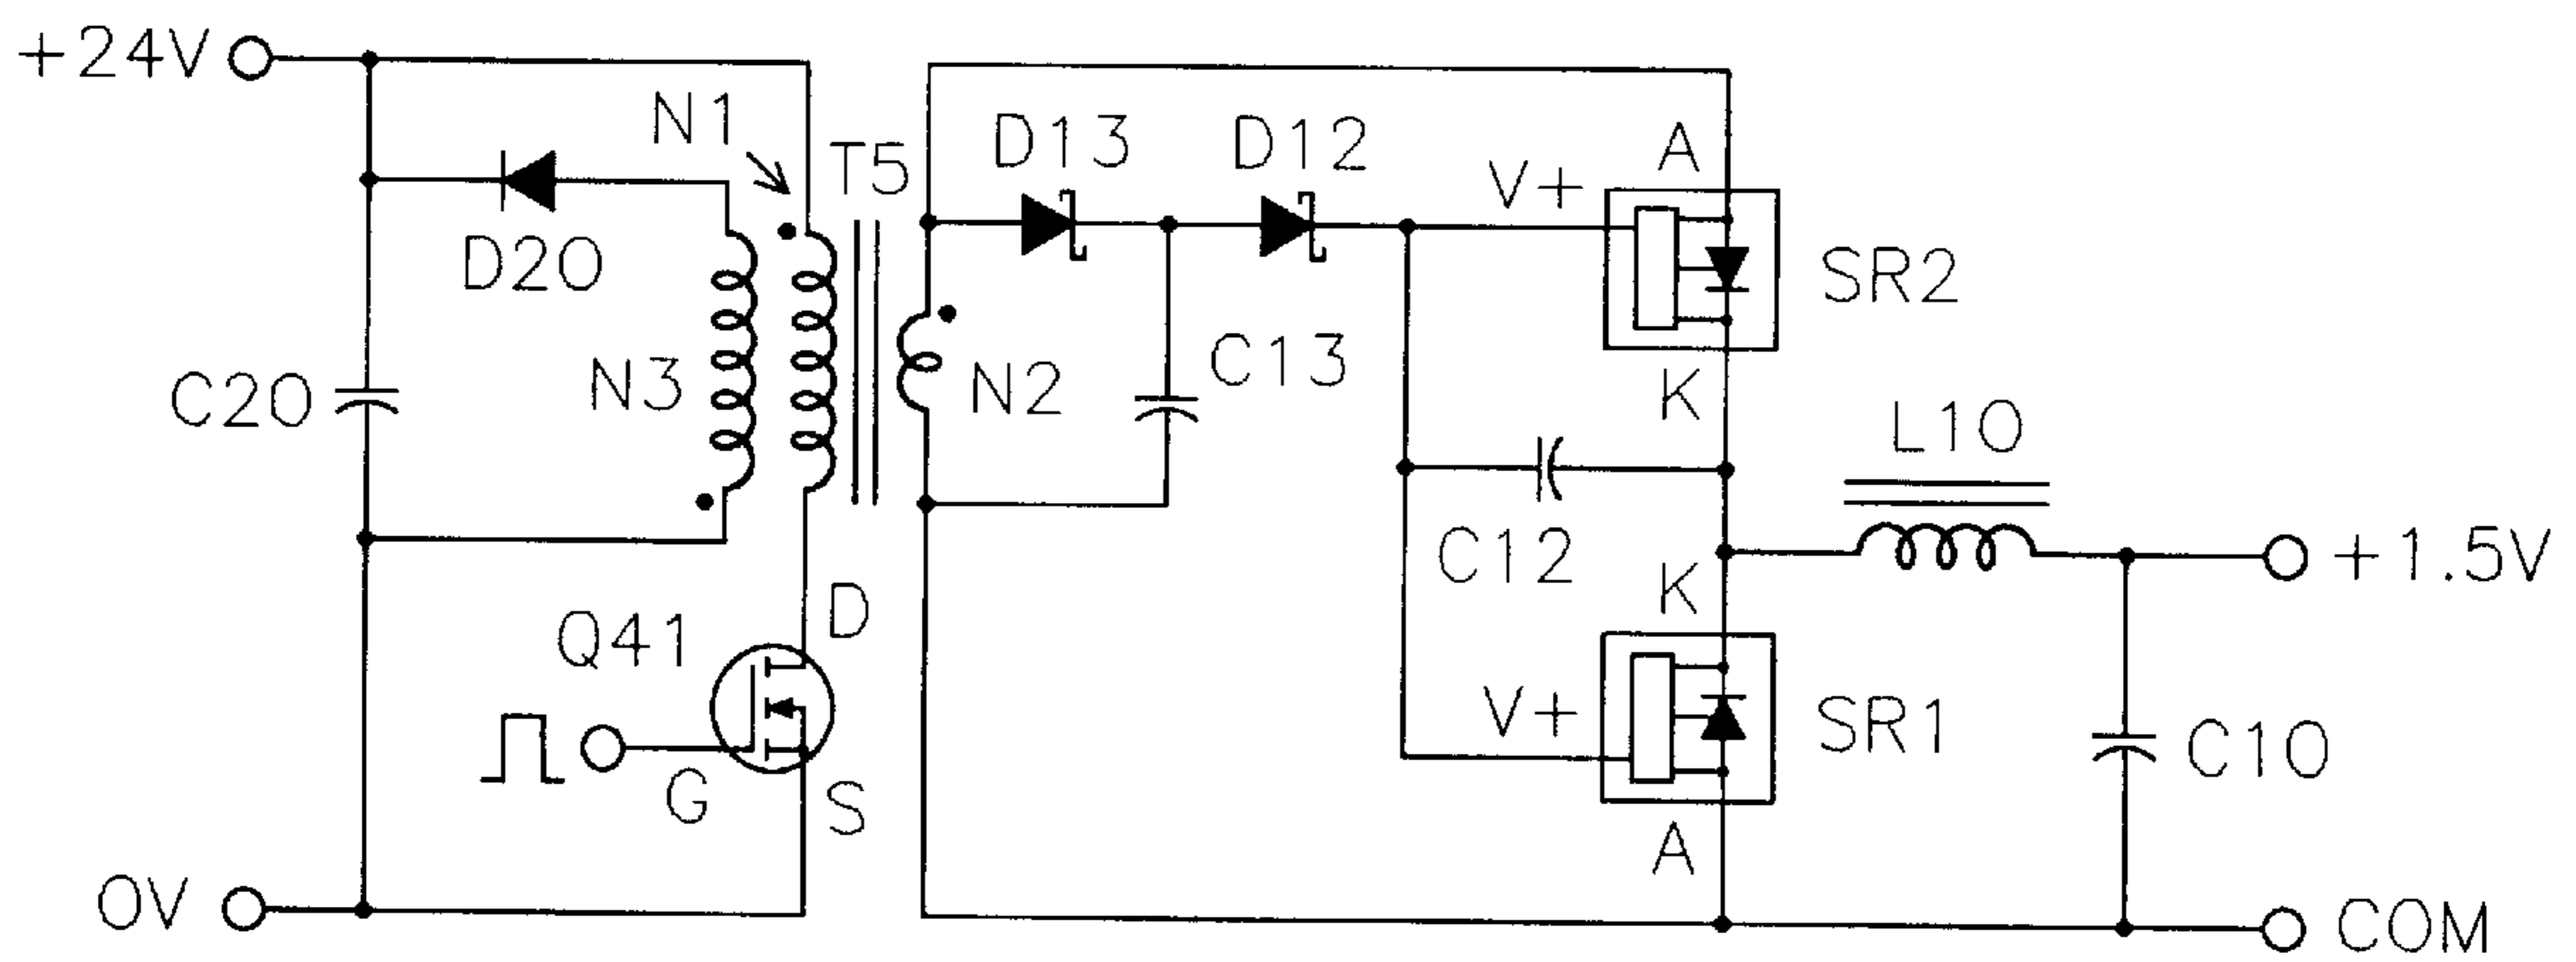 +24V
N1
T5
D13
D12
V+
A
SR2
D20
N3
C20
N2
C13
K
L10
C12
K
+1.5V
Q41
D
V+
SR1
C10
G
S
A
0V
COM